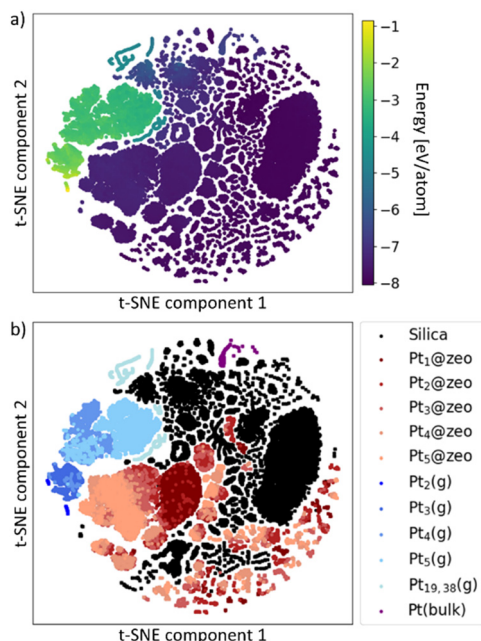 a)
t-SNE component 2
t-SNE component 1
−1
−2
−3
−4
−5
−6
−7
−8
Energy [eV/atom]
b)
t-SNE component 2
t-SNE component 1
Silica
Pt₁@zeo
Pt₂@zeo
Pt₃@zeo
Pt₄@zeo
Pt₅@zeo
Pt₂(g)
Pt₃(g)
Pt₄(g)
Pt₅(g)
Pt₁₉,₃₈(g)
Pt(bulk)